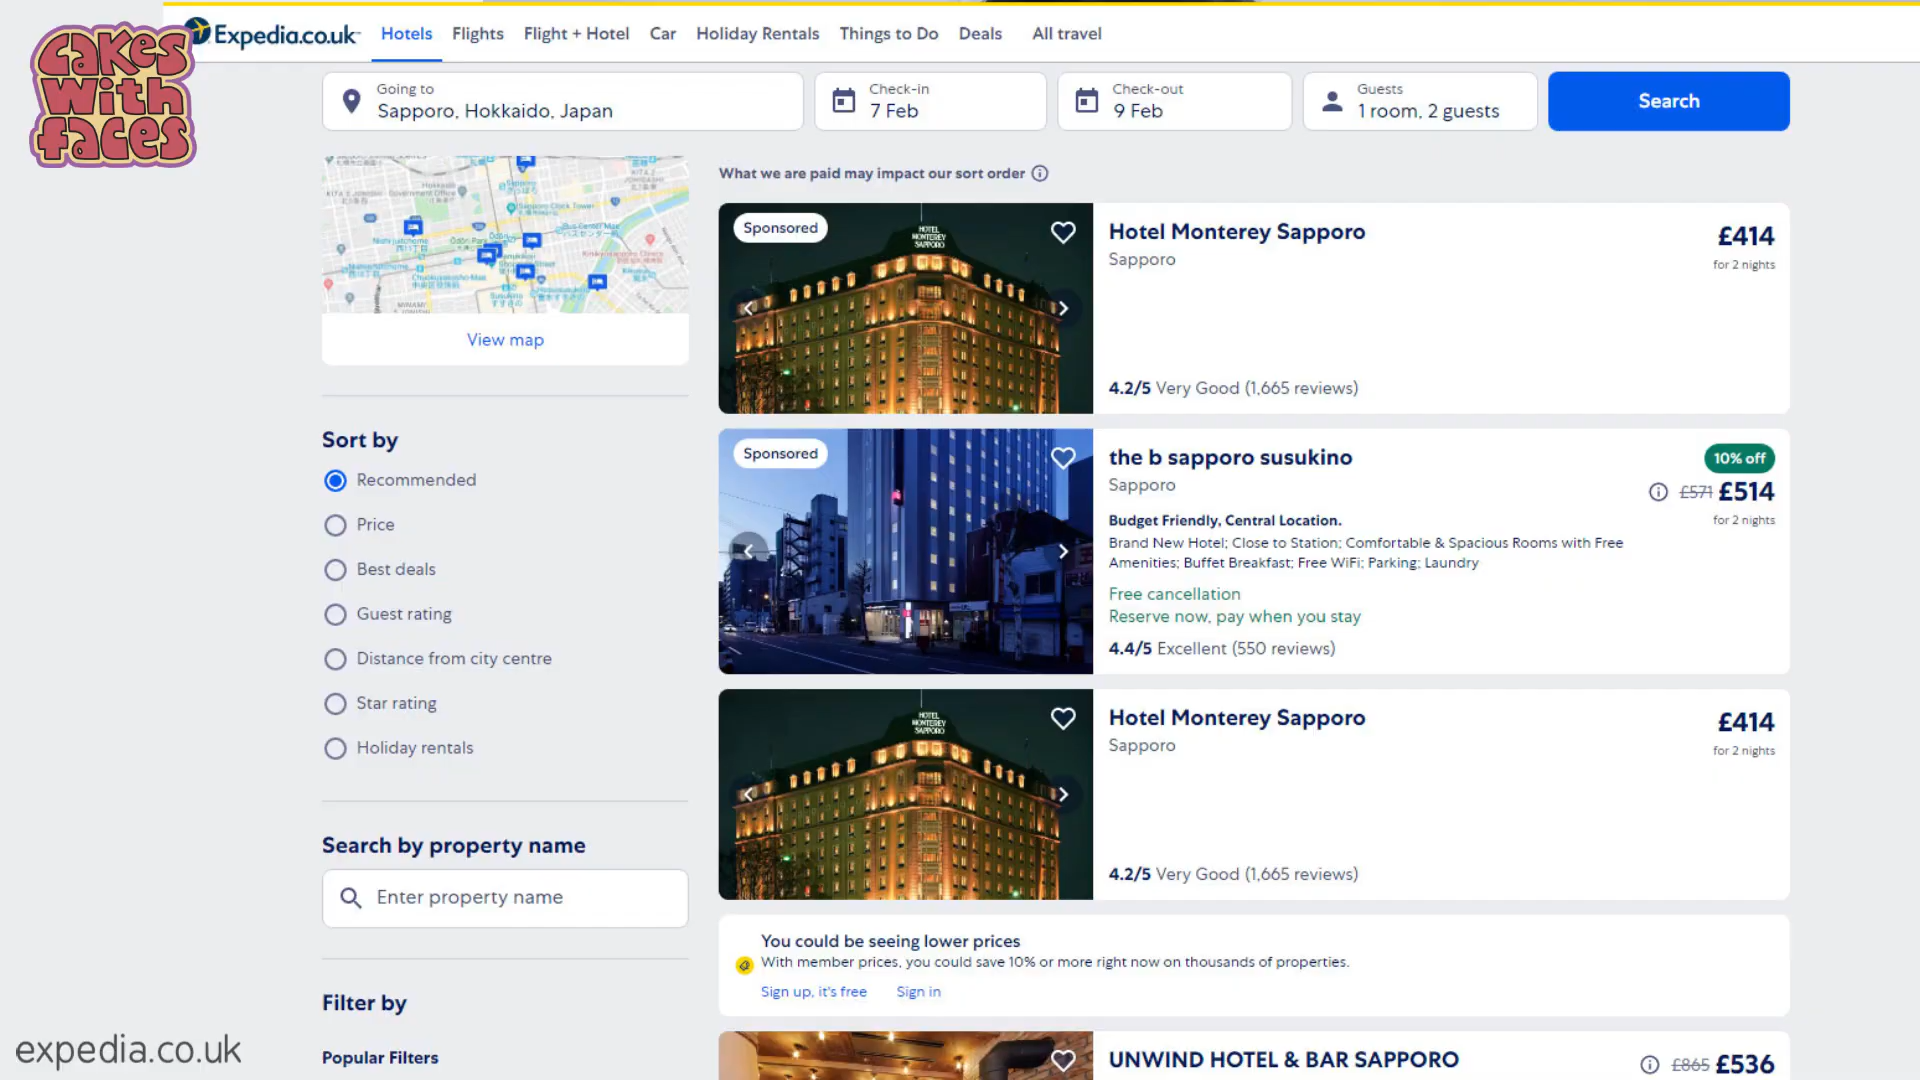 Cakes
With
faces
Expedia.co.uk
Hotels
Flights
Flight + Hotel
Car
Holiday Rentals
Things to Do
Deals
All travel
Going to
Sapporo, Hokkaido, Japan
Check-in
7 Feb
Check-out
9 Feb
Guests
1 room, 2 guests
Search
View map
What we are paid may impact our sort order
Sponsored
HOTEL
MONTEREY
SAPPORO
Hotel Monterey Sapporo
Sapporo
£414
for 2 nights
4.2/5 Very Good (1,665 reviews)
Sponsored
the b sapporo susukino
Sapporo
10% off
£571 £514
for 2 nights
Budget Friendly, Central Location.
Brand New Hotel; Close to Station; Comfortable & Spacious Rooms with Free
Amenities; Buffet Breakfast; Free WiFi; Parking; Laundry
Free cancellation
Reserve now, pay when you stay
4.4/5 Excellent (550 reviews)
HOTEL
MONTEREY
SAPPORO
Hotel Monterey Sapporo
Sapporo
£414
for 2 nights
4.2/5 Very Good (1,665 reviews)
You could be seeing lower prices
With member prices, you could save 10% or more right now on thousands of properties.
Sign up, it's free
Sign in
UNWIND HOTEL & BAR SAPPORO
£865 £536
Sort by
Recommended
Price
Best deals
Guest rating
Distance from city centre
Star rating
Holiday rentals
Search by property name
Enter property name
Filter by
Popular Filters
expedia.co.uk